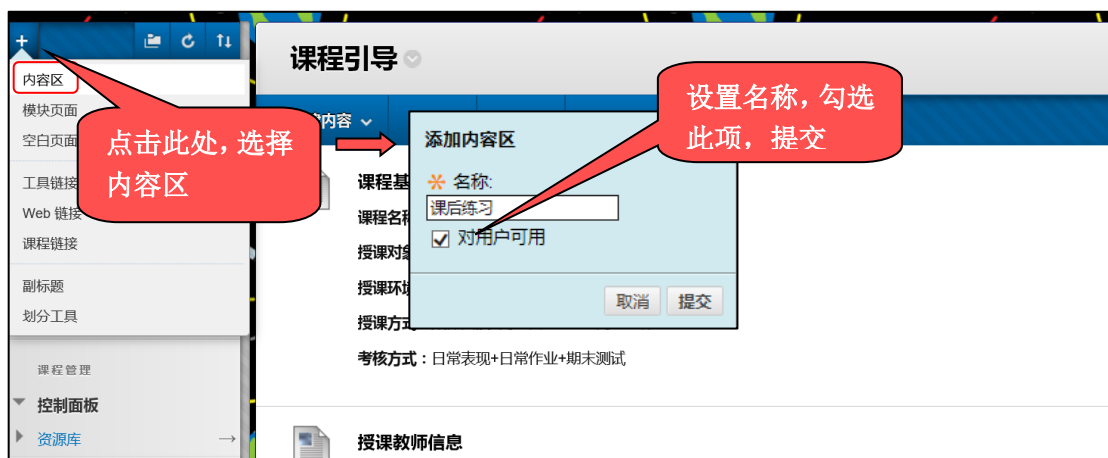 +
内容区
模块页面
空白页面
工具链接
Web 链接
课程链接
副标题
划分工具
课程管理
控制面板
资源库
点击此处，选择
内容区
课程引导
内容
添加内容区
名称:
课后练习
对用户可用
取消 提交
设置名称，勾选
此项，提交
课程基
课程名称
授课对象
授课环境
授课方式
考核方式：日常表现+日常作业+期末测试
授课教师信息